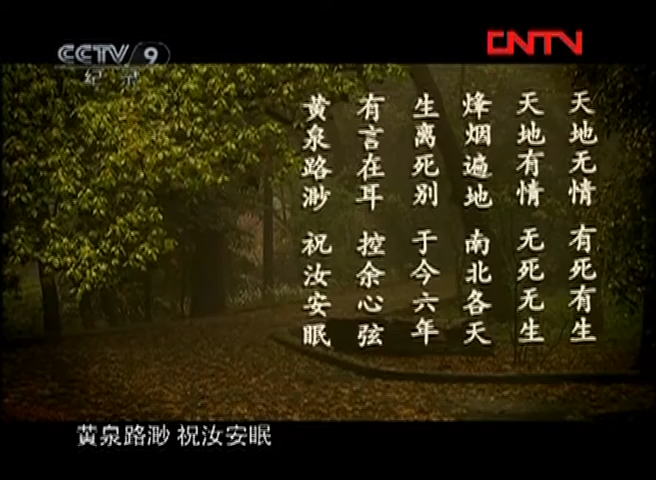 CCTV 9
纪录
CNTV
天地无情 有死有生
天地有情 无死无生
烽烟遍地 南北各天
生离死别 于今六年
有言在耳 控余心弦
黄泉路渺 祝汝安眠
黄泉路渺 祝汝安眠